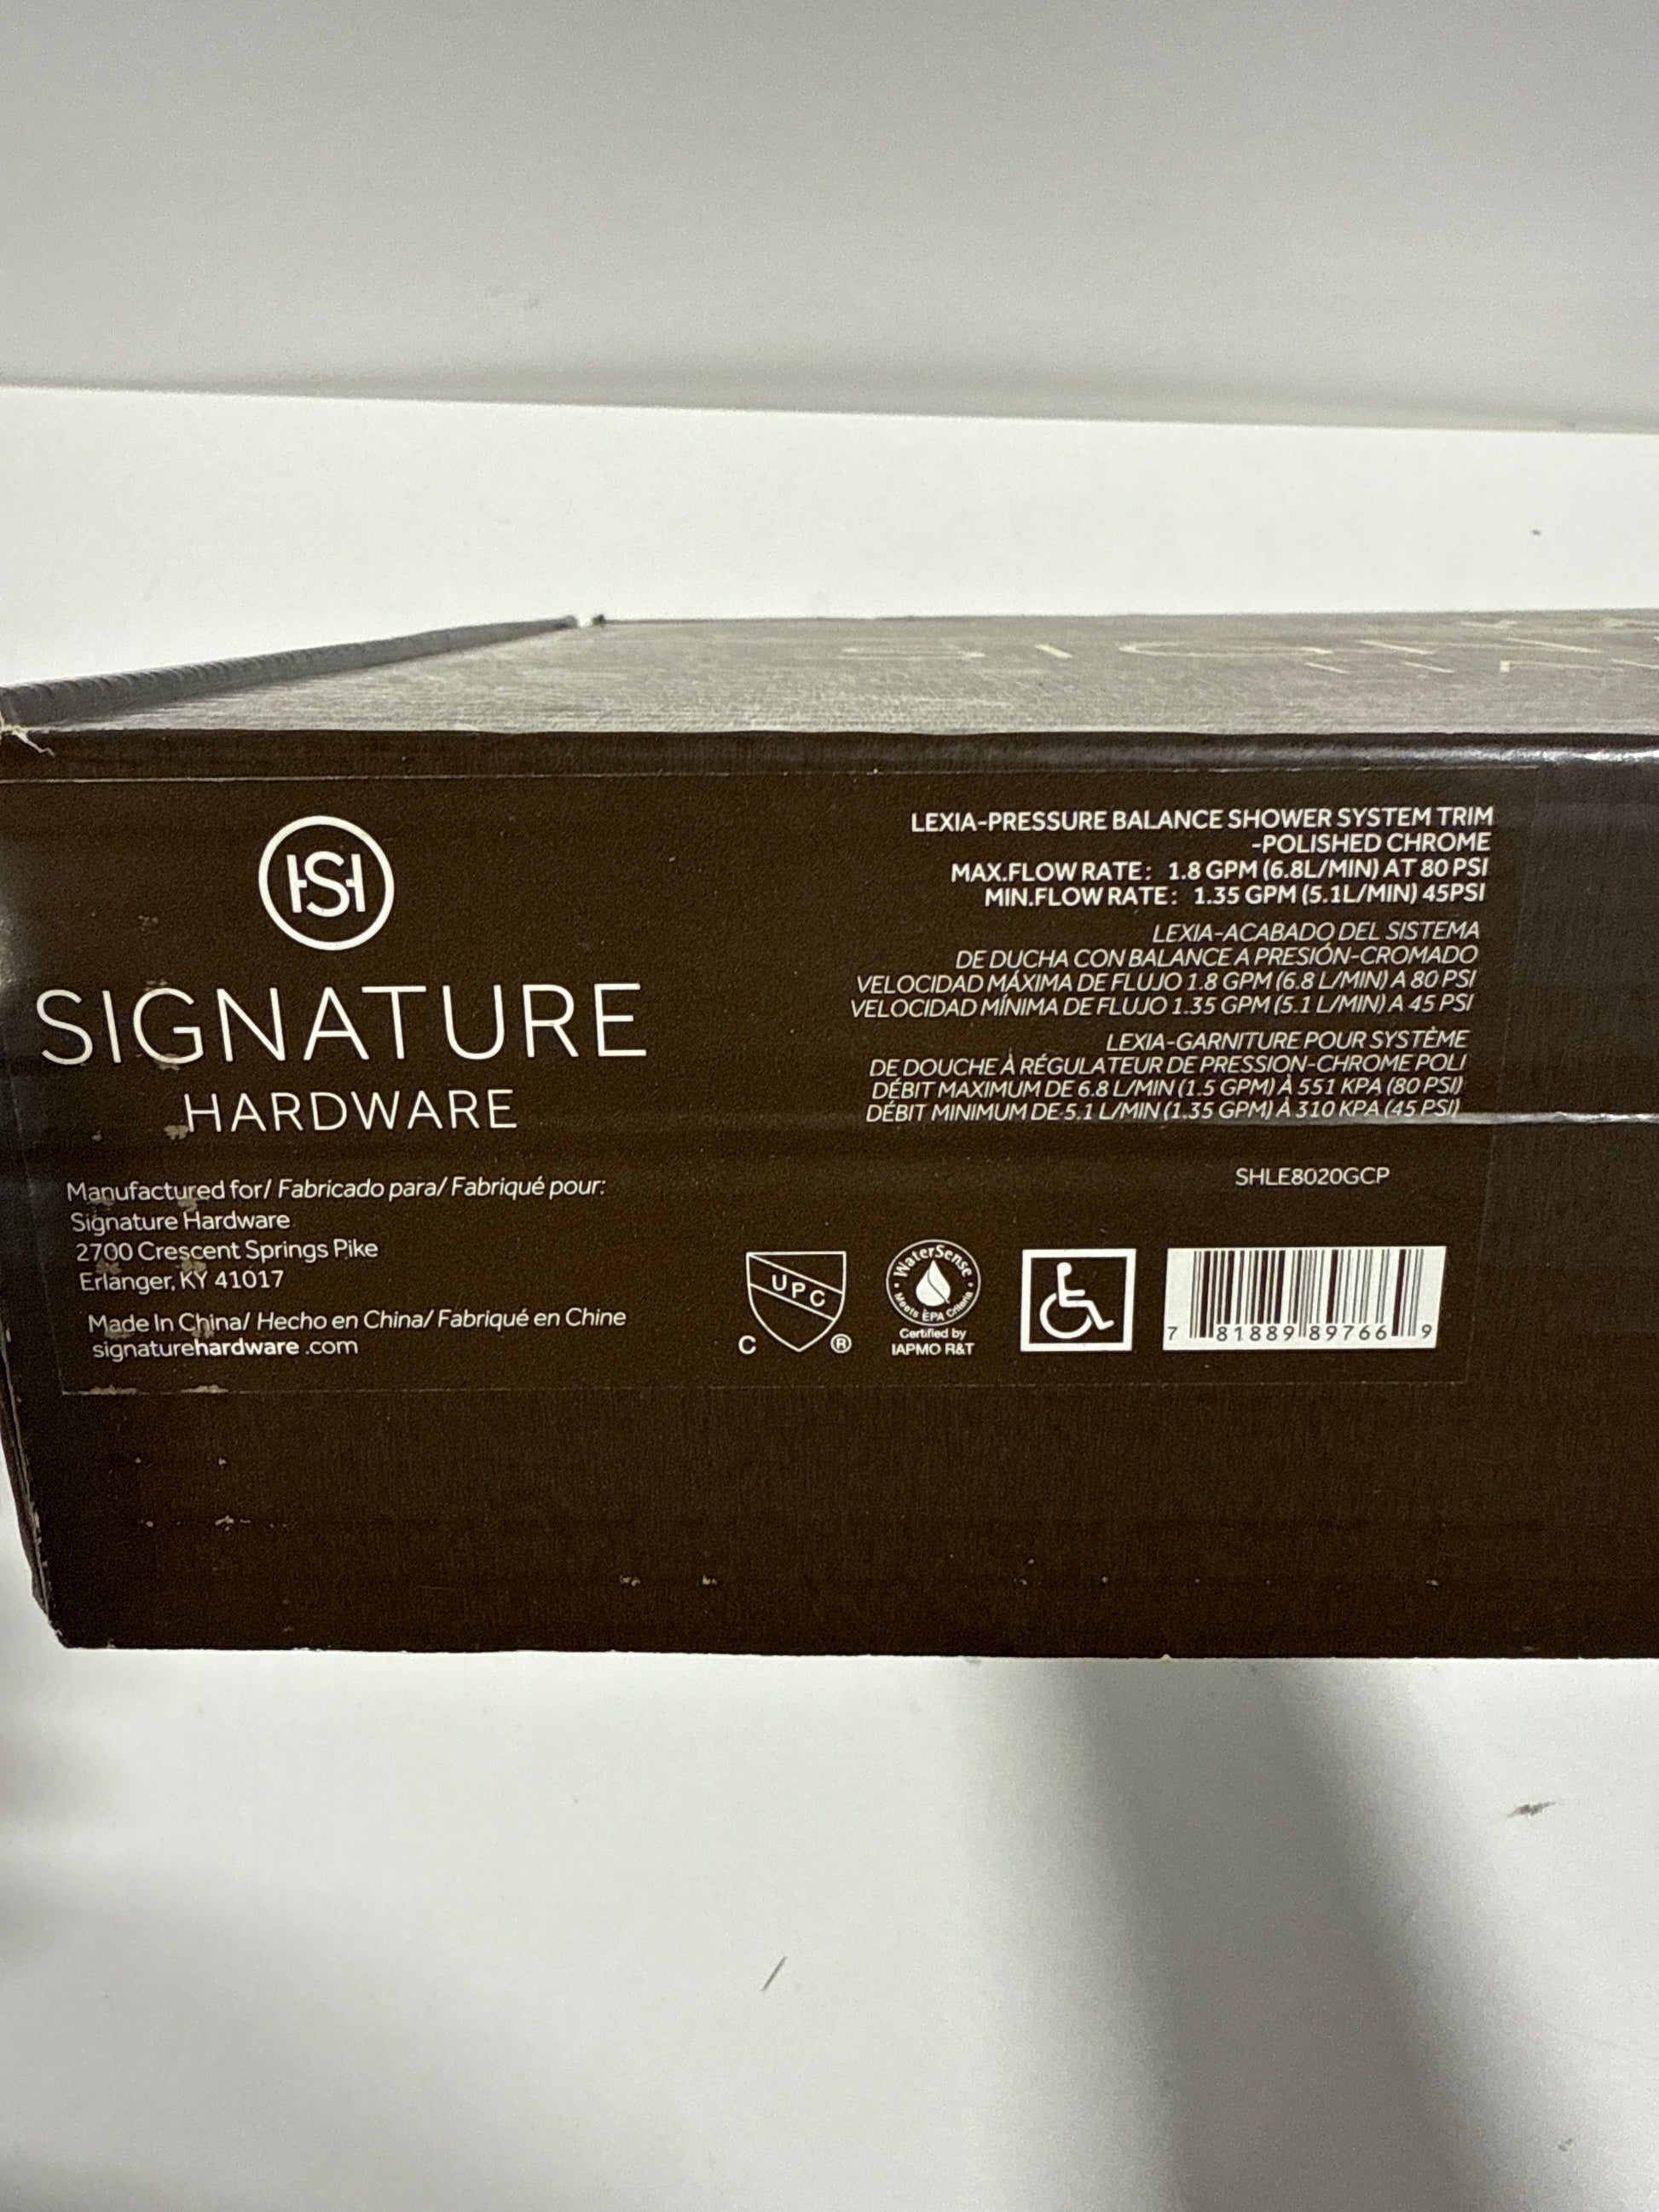 SH
SIGNATURE
HARDWARE
Manufactured for/ Fabricado para/ Fabriqué pour:
Signature Hardware
2700 Crescent Springs Pike
Erlanger, KY 41017
Made In China/ Hecho en China/ Fabriqué en Chine
signaturehardware .com
LEXIA-PRESSURE BALANCE SHOWER SYSTEM TRIM
-POLISHED CHROME
MAX.FLOW RATE: 1.8 GPM (6.8L/MIN) AT 80 PSI
MIN.FLOW RATE: 1.35 GPM (5.1L/MIN) 45PSI
LEXIA-ACABADO DEL SISTEMA
DE DUCHA CON BALANCE A PRESIÓN-CROMADO
VELOCIDAD MÁXIMA DE FLUJO 1.8 GPM (6.8 L/MIN) A 80 PSI
VELOCIDAD MÍNIMA DE FLUJO 1.35 GPM (5.1 L/MIN) A 45 PSI
LEXIA-GARNITURE POUR SYSTÈME
DE DOUCHE À RÉGULATEUR DE PRESSION-CHROME POLI
DÉBIT MAXIMUM DE 6.8 L/MIN (1.5 GPM) À 551 KPA (80 PSI)
DÉBIT MINIMUM DE 5.1 L/MIN (1.35 GPM) À 310 KPA (45 PSI)
SHLE8020GCP
UPC
C ®
WaterSense
Meets EPA Criteria
Certified by
IAPMO R&T
7 81889 89766 9